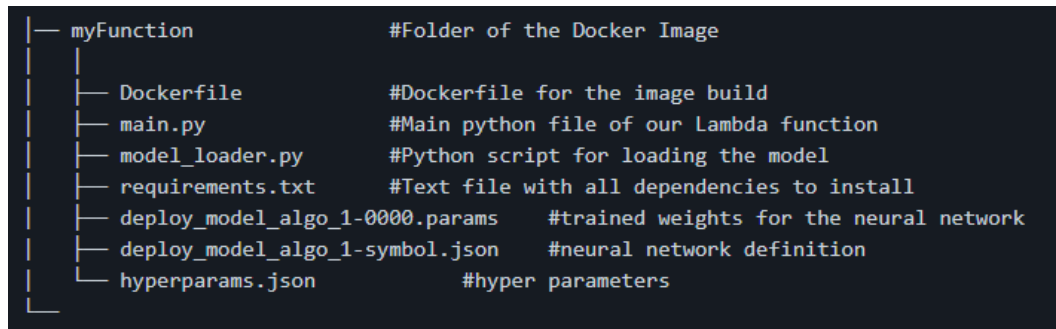 ├── myFunction #Folder of the Docker Image
│ │
│ ├── Dockerfile #Dockerfile for the image build
│ ├── main.py #Main python file of our Lambda function
│ ├── model_loader.py #Python script for loading the model
│ ├── requirements.txt #Text file with all dependencies to install
│ ├── deploy_model_algo_1-0000.params #trained weights for the neural network
│ ├── deploy_model_algo_1-symbol.json #neural network definition
│ └── hyperparams.json #hyper parameters
└──